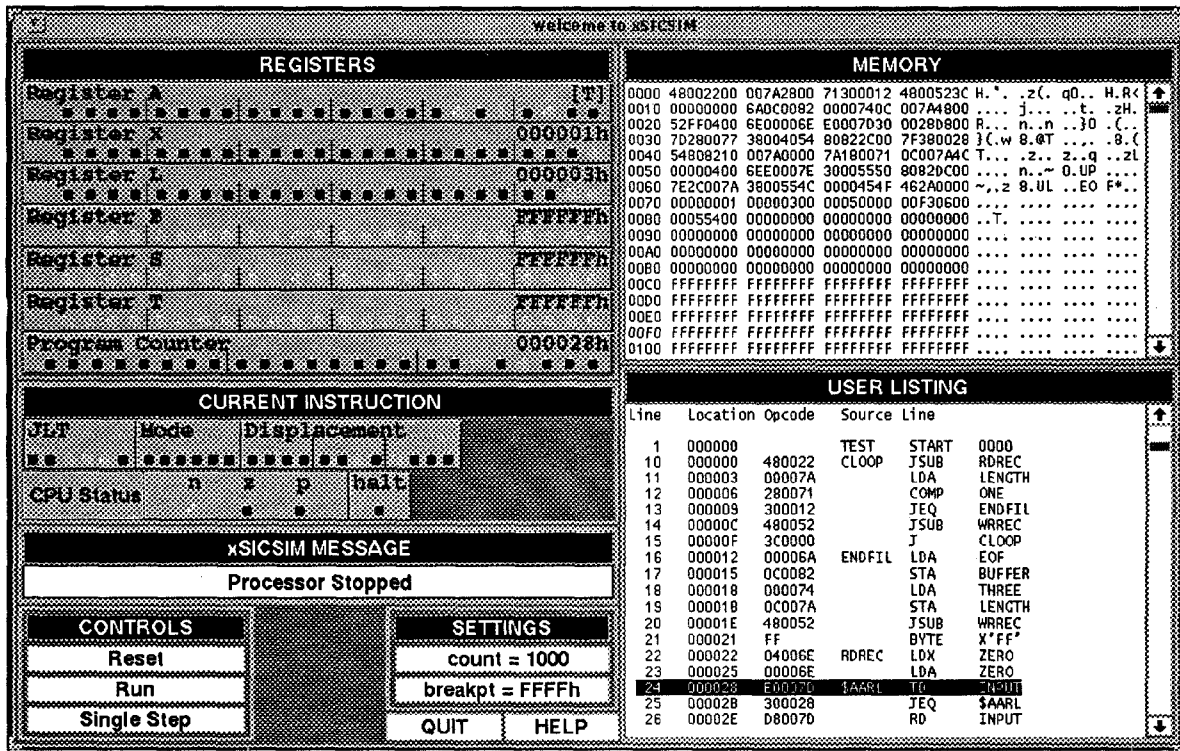 Welcome to xSICSIM
REGISTERS
Register A [T]
Register X 000001h
Register L 000003h
Register B FFFFFFh
Register S FFFFFFh
Register T FFFFFFh
Program Counter 000028h
CURRENT INSTRUCTION
JLT Mode Displacement
n z p halt
CPU Status
xSICSIM MESSAGE
Processor Stopped
CONTROLS
Reset
Run
Single Step
SETTINGS
count = 1000
breakpt = FFFFh
QUIT HELP
MEMORY
0000 48002200 007A2800 71300012 4800523C H.". .z(. q0.. H.R<
0010 00000000 6A0C0082 0000740C 007A4800 .... j... ..t. .zH.
0020 52FF0400 6E00006E E0007D30 0028D800 R... n..n ..}0 .(..
0030 7D280077 38004054 80822C00 7F380028 }(.w 8.@T ..,. .8.(
0040 54808210 007A0000 7A180071 0C007A4C T... .z.. z..q ..zL
0050 00000400 6EE0007E 30005550 8082DC00 .... n..~ 0.UP ....
0060 7E2C007A 3800554C 0000454F 462A0000 ~,.z 8.UL ..EO F*..
0070 00000001 00000300 00050000 00F30600 .... .... .... ....
0080 00055400 00000000 00000000 00000000 ..T. .... .... ....
0090 00000000 00000000 00000000 00000000 .... .... .... ....
00A0 00000000 00000000 00000000 00000000 .... .... .... ....
00B0 00000000 00000000 00000000 00000000 .... .... .... ....
00C0 FFFFFFFF FFFFFFFF FFFFFFFF FFFFFFFF .... .... .... ....
00D0 FFFFFFFF FFFFFFFF FFFFFFFF FFFFFFFF .... .... .... ....
00E0 FFFFFFFF FFFFFFFF FFFFFFFF FFFFFFFF .... .... .... ....
00F0 FFFFFFFF FFFFFFFF FFFFFFFF FFFFFFFF .... .... .... ....
0100 FFFFFFFF FFFFFFFF FFFFFFFF FFFFFFFF .... .... .... ....
USER LISTING
Line Location Opcode Source Line
1 000000 TEST START 0000
10 000000 480022 CLOOP JSUB RDREC
11 000003 00007A LDA LENGTH
12 000006 280071 COMP ONE
13 000009 300012 JEQ ENDFIL
14 00000C 480052 JSUB WRREC
15 00000F 3C0000 J CLOOP
16 000012 00006A ENDFIL LDA EOF
17 000015 0C0082 STA BUFFER
18 000018 000074 LDA THREE
19 00001B 0C007A STA LENGTH
20 00001E 480052 JSUB WRREC
21 000021 FF BYTE X'FF'
22 000022 04006E RDREC LDX ZERO
23 000025 00006E LDA ZERO
24 000028 E0007D $AARL TD INPUT
25 00002B 300028 JEQ $AARL
26 00002E D8007D RD INPUT